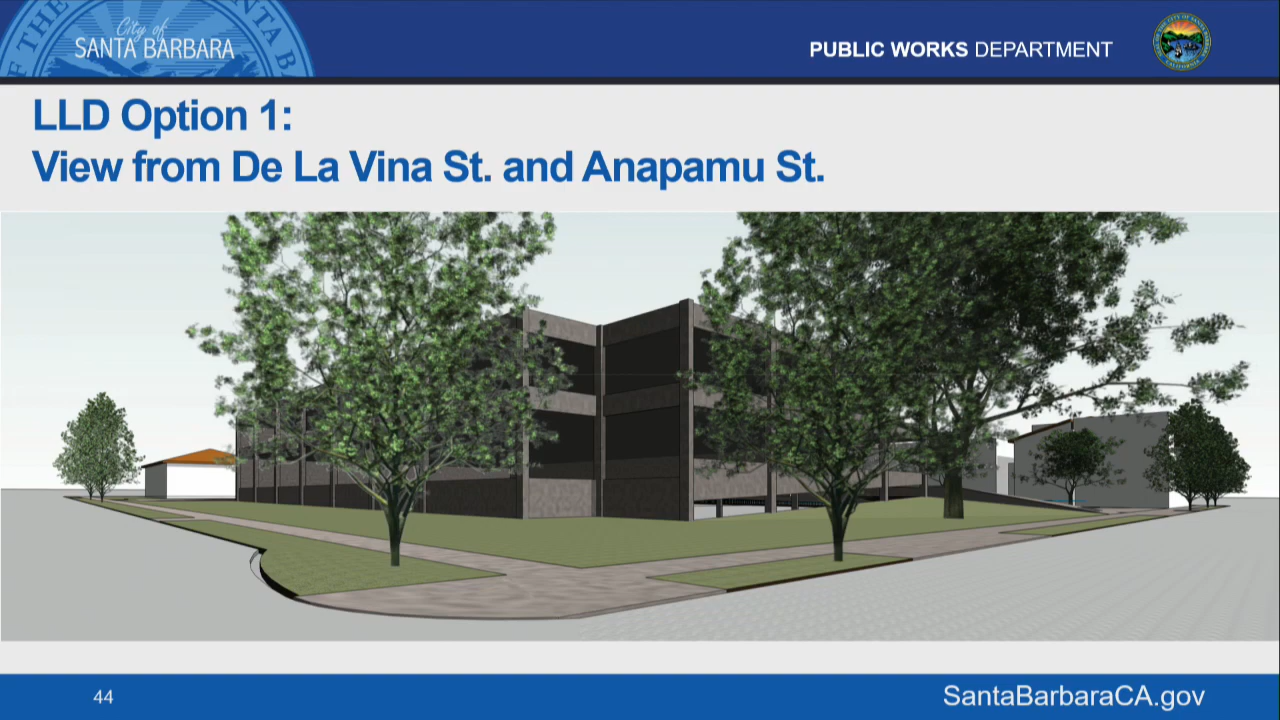 City of
SANTA BARBARA
PUBLIC WORKS DEPARTMENT
LLD Option 1:
View from De La Vina St. and Anapamu St.
44
SantaBarbaraCA.gov